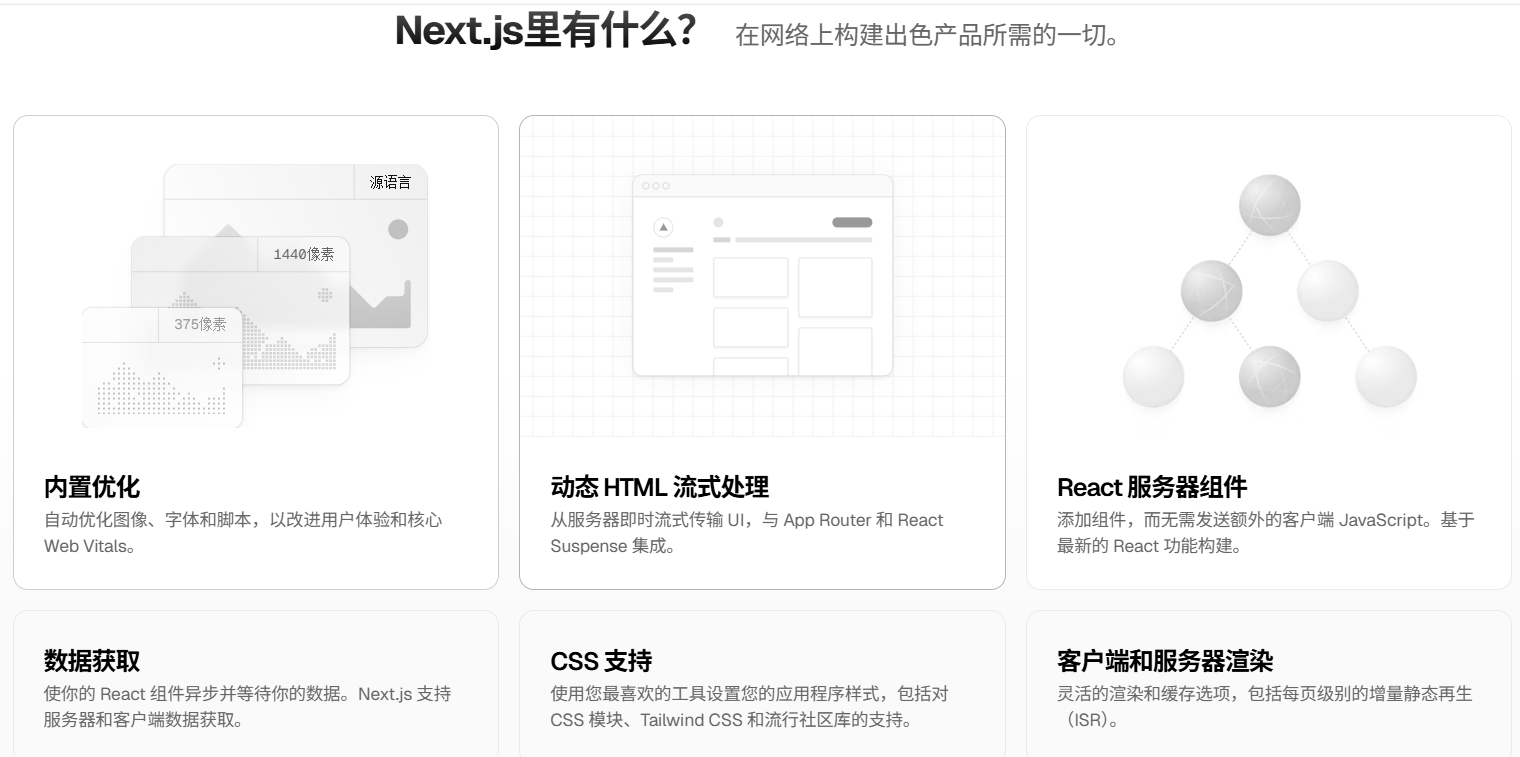 Next.js里有什么？ 在网络上构建出色产品所需的一切。
源语言
1440像素
375像素
内置优化
自动优化图像、字体和脚本，以改进用户体验和核心
Web Vitals。
动态 HTML 流式处理
从服务器即时流式传输 UI，与 App Router 和 React
Suspense 集成。
React 服务器组件
添加组件，而无需发送额外的客户端 JavaScript。基于
最新的 React 功能构建。
数据获取
使你的 React 组件异步并等待你的数据。Next.js 支持
服务器和客户端数据获取。
CSS 支持
使用您最喜欢的工具设置您的应用程序样式，包括对
CSS 模块、Tailwind CSS 和流行社区库的支持。
客户端和服务器渲染
灵活的渲染和缓存选项，包括每页级别的增量静态再生
（ISR）。